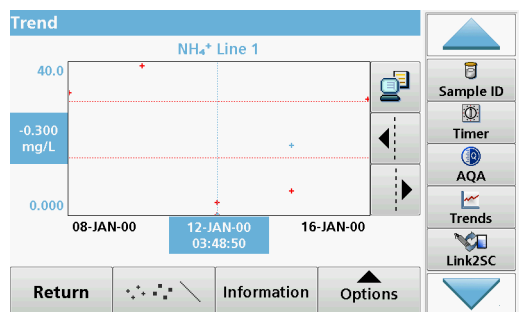 Trend
NH₄⁺ Line 1
40.0
-0.300
mg/L
0.000
08-JAN-00
12-JAN-00
03:48:50
16-JAN-00
Return
Information
Options
Sample ID
Timer
AQA
Trends
Link2SC